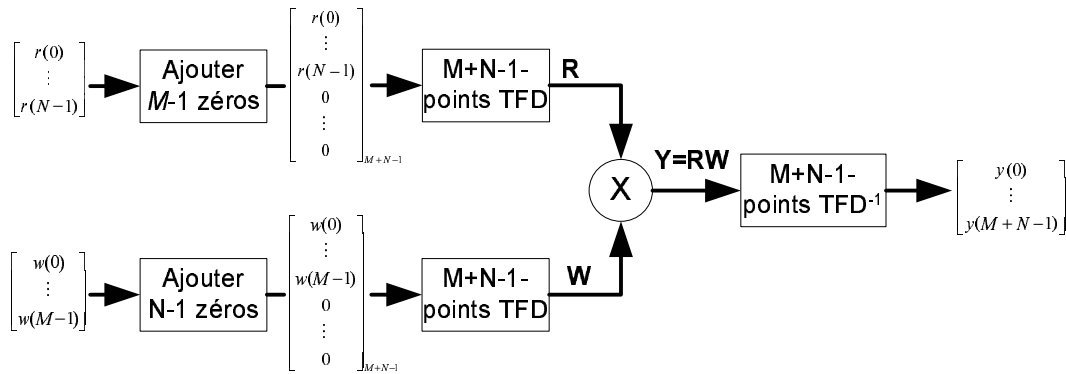 r(0)
⋮
r(N−1)
Ajouter
M-1 zéros
r(0)
⋮
r(N−1)
0
⋮
0
M+N−1
M+N-1-
points TFD
R
w(0)
⋮
w(M−1)
Ajouter
N-1 zéros
w(0)
⋮
w(M−1)
0
⋮
0
M+N−1
M+N-1-
points TFD
W
X
Y=RW
M+N-1-
points TFD-1
y(0)
⋮
y(M+N−1)